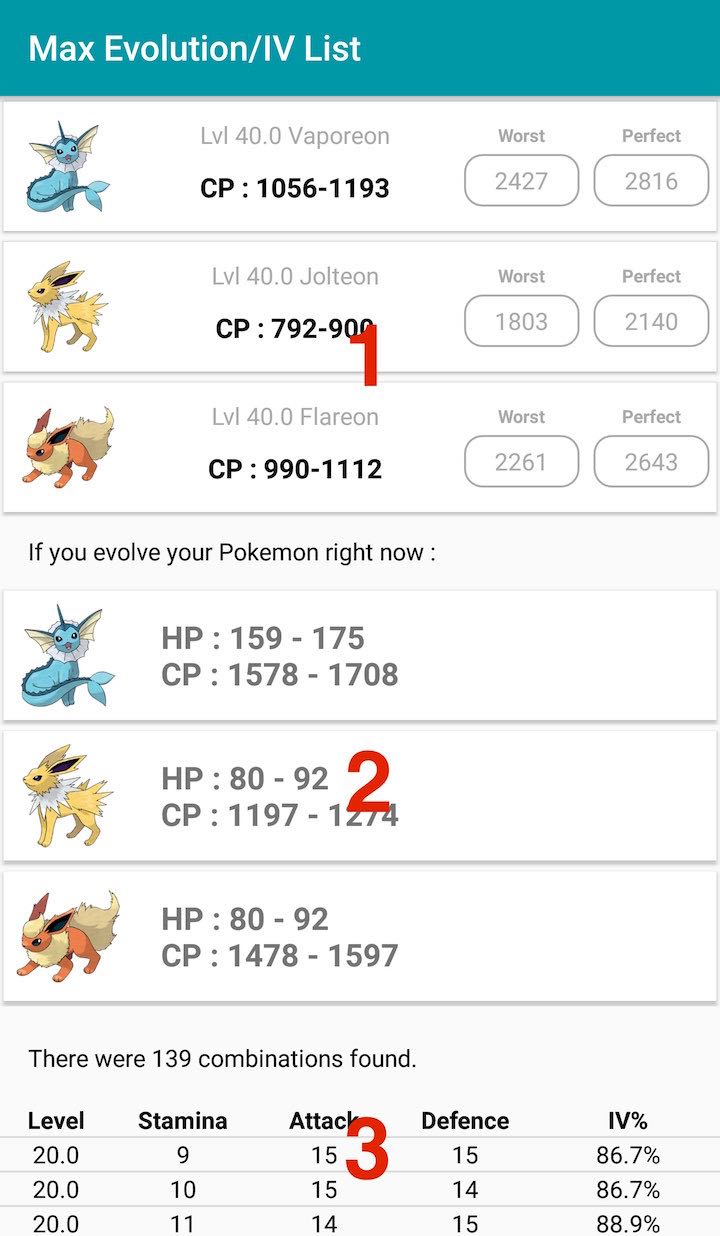 Max Evolution/IV List
Lvl 40.0 Vaporeon
Worst
Perfect
CP : 1056-1193
2427
2816
Lvl 40.0 Jolteon
Worst
Perfect
CP : 792-900
1803
2140
1
Lvl 40.0 Flareon
Worst
Perfect
CP : 990-1112
2261
2643
If you evolve your Pokemon right now :
HP : 159 - 175
CP : 1578 - 1708
HP : 80 - 92
CP : 1197 - 1274
2
HP : 80 - 92
CP : 1478 - 1597
There were 139 combinations found.
Level Stamina Attack Defence IV%
20.0 9 15 15 86.7%
3
20.0 10 15 14 86.7%
20.0 11 14 15 88.9%